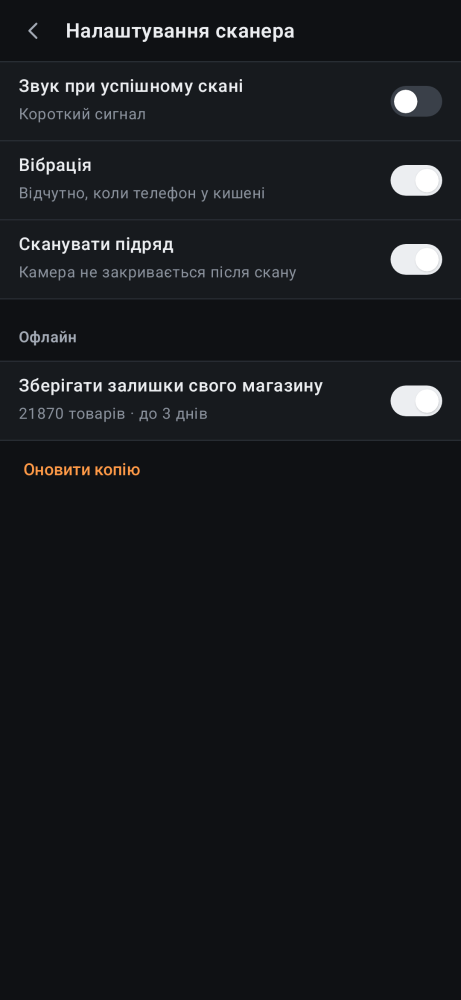 Налаштування сканера
Звук при успішному скані
Короткий сигнал
Вібрація
Відчутно, коли телефон у кишені
Сканувати підряд
Камера не закривається після скану
Офлайн
Зберігати залишки свого магазину
21870 товарів · до 3 днів
Оновити копію